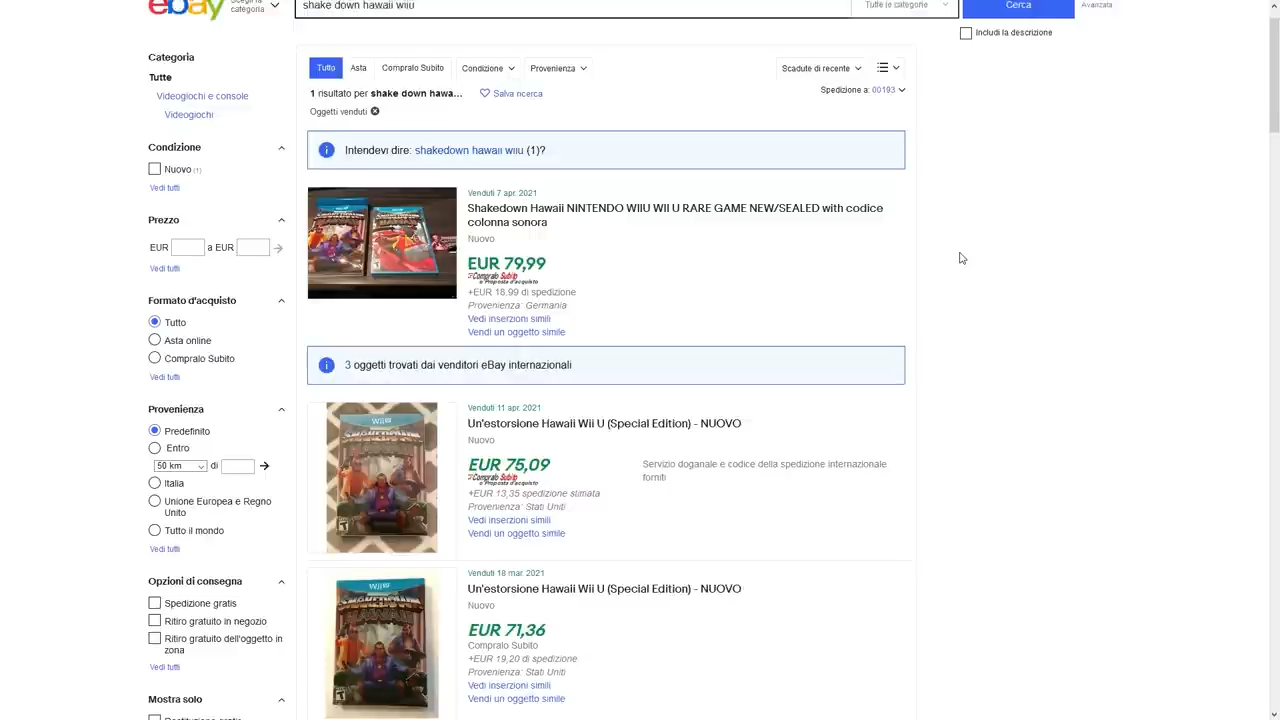 ebay
Scegli la
categoria
shake down hawaii wiiu
Tutte le categorie
Cerca
Avanzata
Includi la descrizione
Categoria
Tutte
Videogiochi e console
Videogiochi
Condizione
Nuovo (1)
Vedi tutti
Prezzo
EUR a EUR
Vedi tutti
Formato d'acquisto
Tutto
Asta online
Compralo Subito
Vedi tutti
Provenienza
Predefinito
Entro
50 km di
Italia
Unione Europea e Regno
Unito
Tutto il mondo
Vedi tutti
Opzioni di consegna
Spedizione gratis
Ritiro gratuito in negozio
Ritiro gratuito dell'oggetto in
zona
Vedi tutti
Mostra solo
Restituzione gratis
Tutto Asta Compralo Subito Condizione Provenienza Scadute di recente
1 risultato per shake down hawa... Salva ricerca Spedizione a: 00193
Oggetti venduti
Intendevi dire: shakedown hawaii wiiu (1)?
Venduti 7 apr. 2021
Shakedown Hawaii NINTENDO WIIU WII U RARE GAME NEW/SEALED with codice
colonna sonora
Nuovo
EUR 79,99
Compralo Subito
o Proposta d'acquisto
+EUR 18,99 di spedizione
Provenienza: Germania
Vedi inserzioni simili
Vendi un oggetto simile
3 oggetti trovati dai venditori eBay internazionali
Venduti 11 apr. 2021
Un'estorsione Hawaii Wii U (Special Edition) - NUOVO
Nuovo
EUR 75,09
Compralo Subito
o Proposta d'acquisto
+EUR 13,35 spedizione stimata
Provenienza: Stati Uniti
Vedi inserzioni simili
Vendi un oggetto simile
Servizio doganale e codice della spedizione internazionale
forniti
WiiU
SHAKEDOWN
HAWAII
Venduti 18 mar. 2021
Un'estorsione Hawaii Wii U (Special Edition) - NUOVO
Nuovo
EUR 71,36
Compralo Subito
+EUR 19,20 di spedizione
Provenienza: Stati Uniti
Vedi inserzioni simili
Vendi un oggetto simile
WiiU
SHAKEDOWN
HAWAII